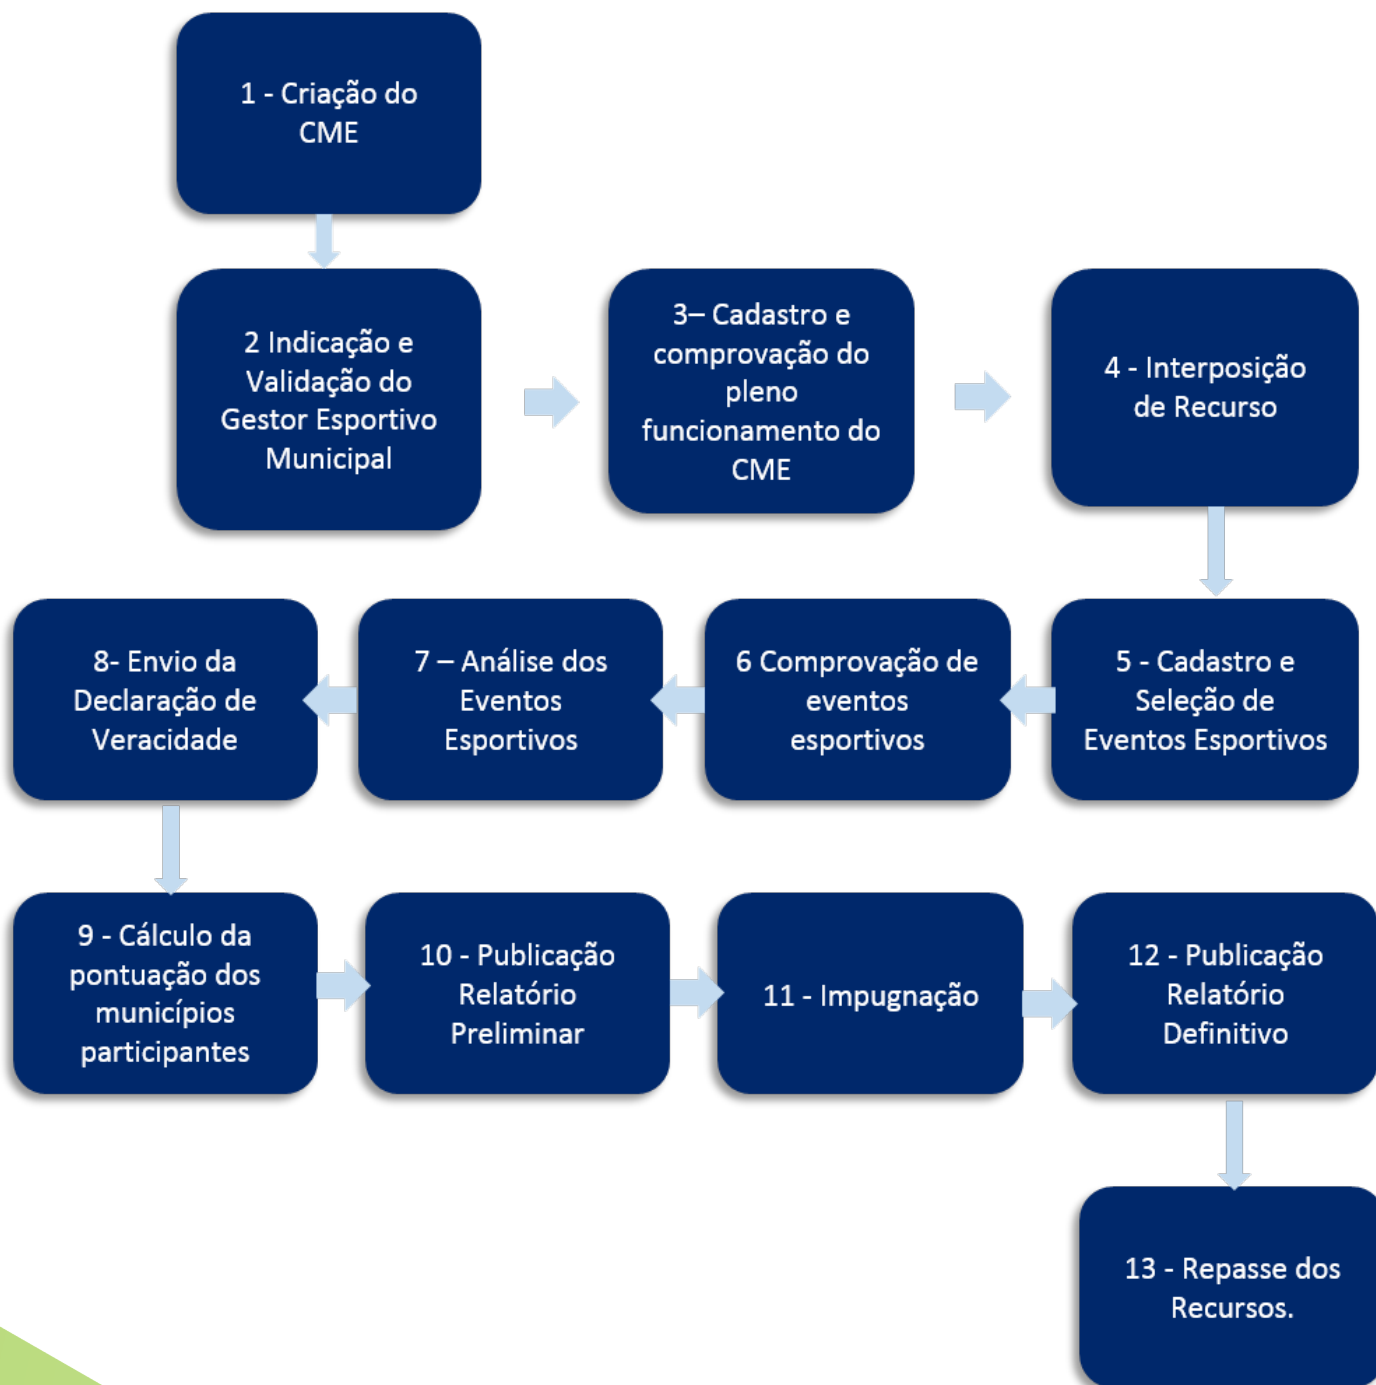 1 - Criação do
CME
2 Indicação e
Validação do
Gestor Esportivo
Municipal
3– Cadastro e
comprovação do
pleno
funcionamento do
CME
4 - Interposição
de Recurso
5 - Cadastro e
Seleção de
Eventos Esportivos
6 Comprovação de
eventos
esportivos
7 – Análise dos
Eventos
Esportivos
8- Envio da
Declaração de
Veracidade
9 - Cálculo da
pontuação dos
municípios
participantes
10 - Publicação
Relatório
Preliminar
11 - Impugnação
12 - Publicação
Relatório
Definitivo
13 - Repasse dos
Recursos.